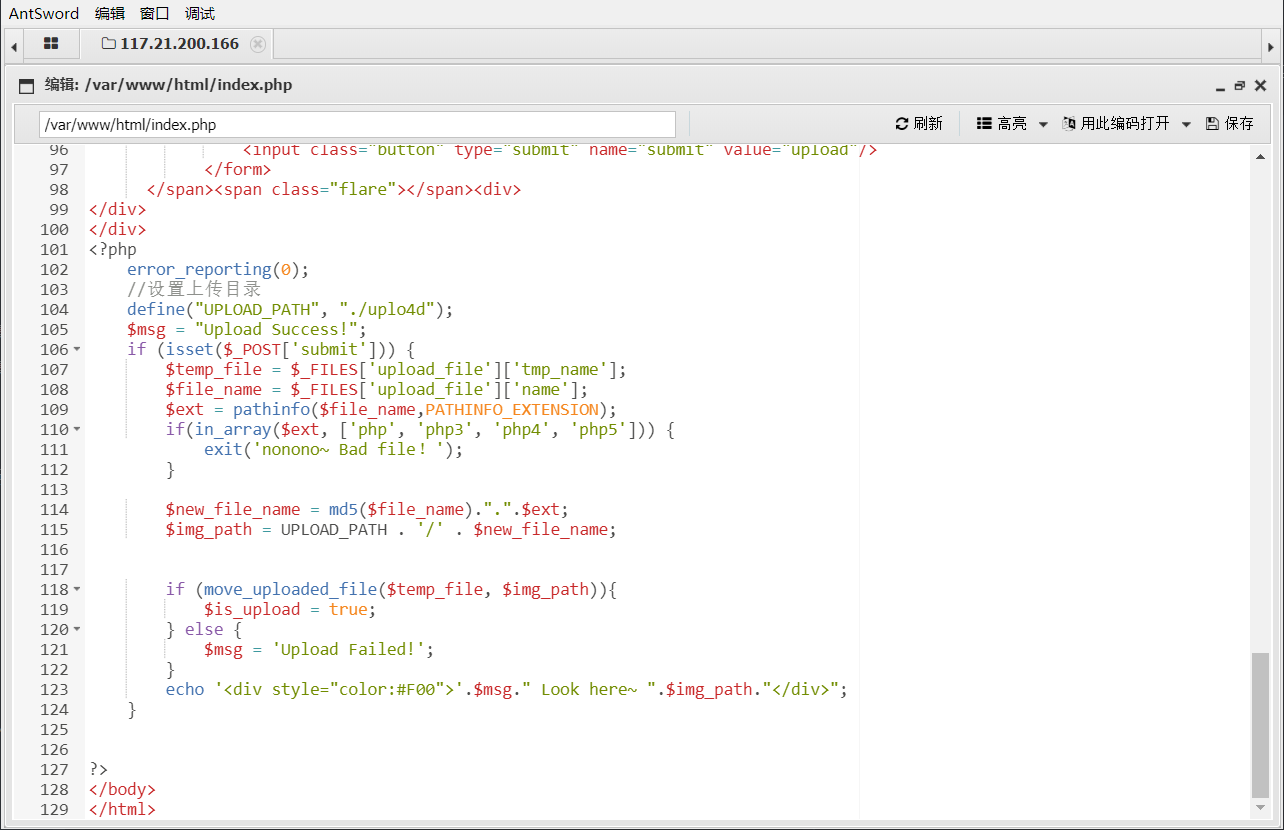 AntSword 编辑 窗口 调试
117.21.200.166
编辑: /var/www/html/index.php
/var/www/html/index.php 刷新 高亮 用此编码打开 保存
96 <input class="button" type="submit" name="submit" value="upload"/>
97 </form>
98 </span><span class="flare"></span><div>
99 </div>
100 </div>
101 <?php
102 error_reporting(0);
103 //设置上传目录
104 define("UPLOAD_PATH", "./uplo4d");
105 $msg = "Upload Success!";
106 if (isset($_POST['submit'])) {
107 $temp_file = $_FILES['upload_file']['tmp_name'];
108 $file_name = $_FILES['upload_file']['name'];
109 $ext = pathinfo($file_name,PATHINFO_EXTENSION);
110 if(in_array($ext, ['php', 'php3', 'php4', 'php5'])) {
111 exit('nonono~ Bad file！');
112 }
113
114 $new_file_name = md5($file_name).".".$ext;
115 $img_path = UPLOAD_PATH . '/' . $new_file_name;
116
117
118 if (move_uploaded_file($temp_file, $img_path)){
119 $is_upload = true;
120 } else {
121 $msg = 'Upload Failed!';
122 }
123 echo '<div style="color:#F00">'.$msg." Look here~ ".$img_path."</div>";
124 }
125
126
127 ?>
128 </body>
129 </html>